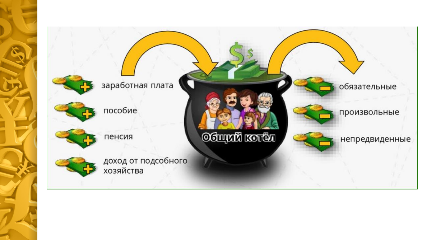 заработная плата
пособие
пенсия
доход от подсобного
хозяйства
Общий котёл
обязательные
произвольные
непредвиденные